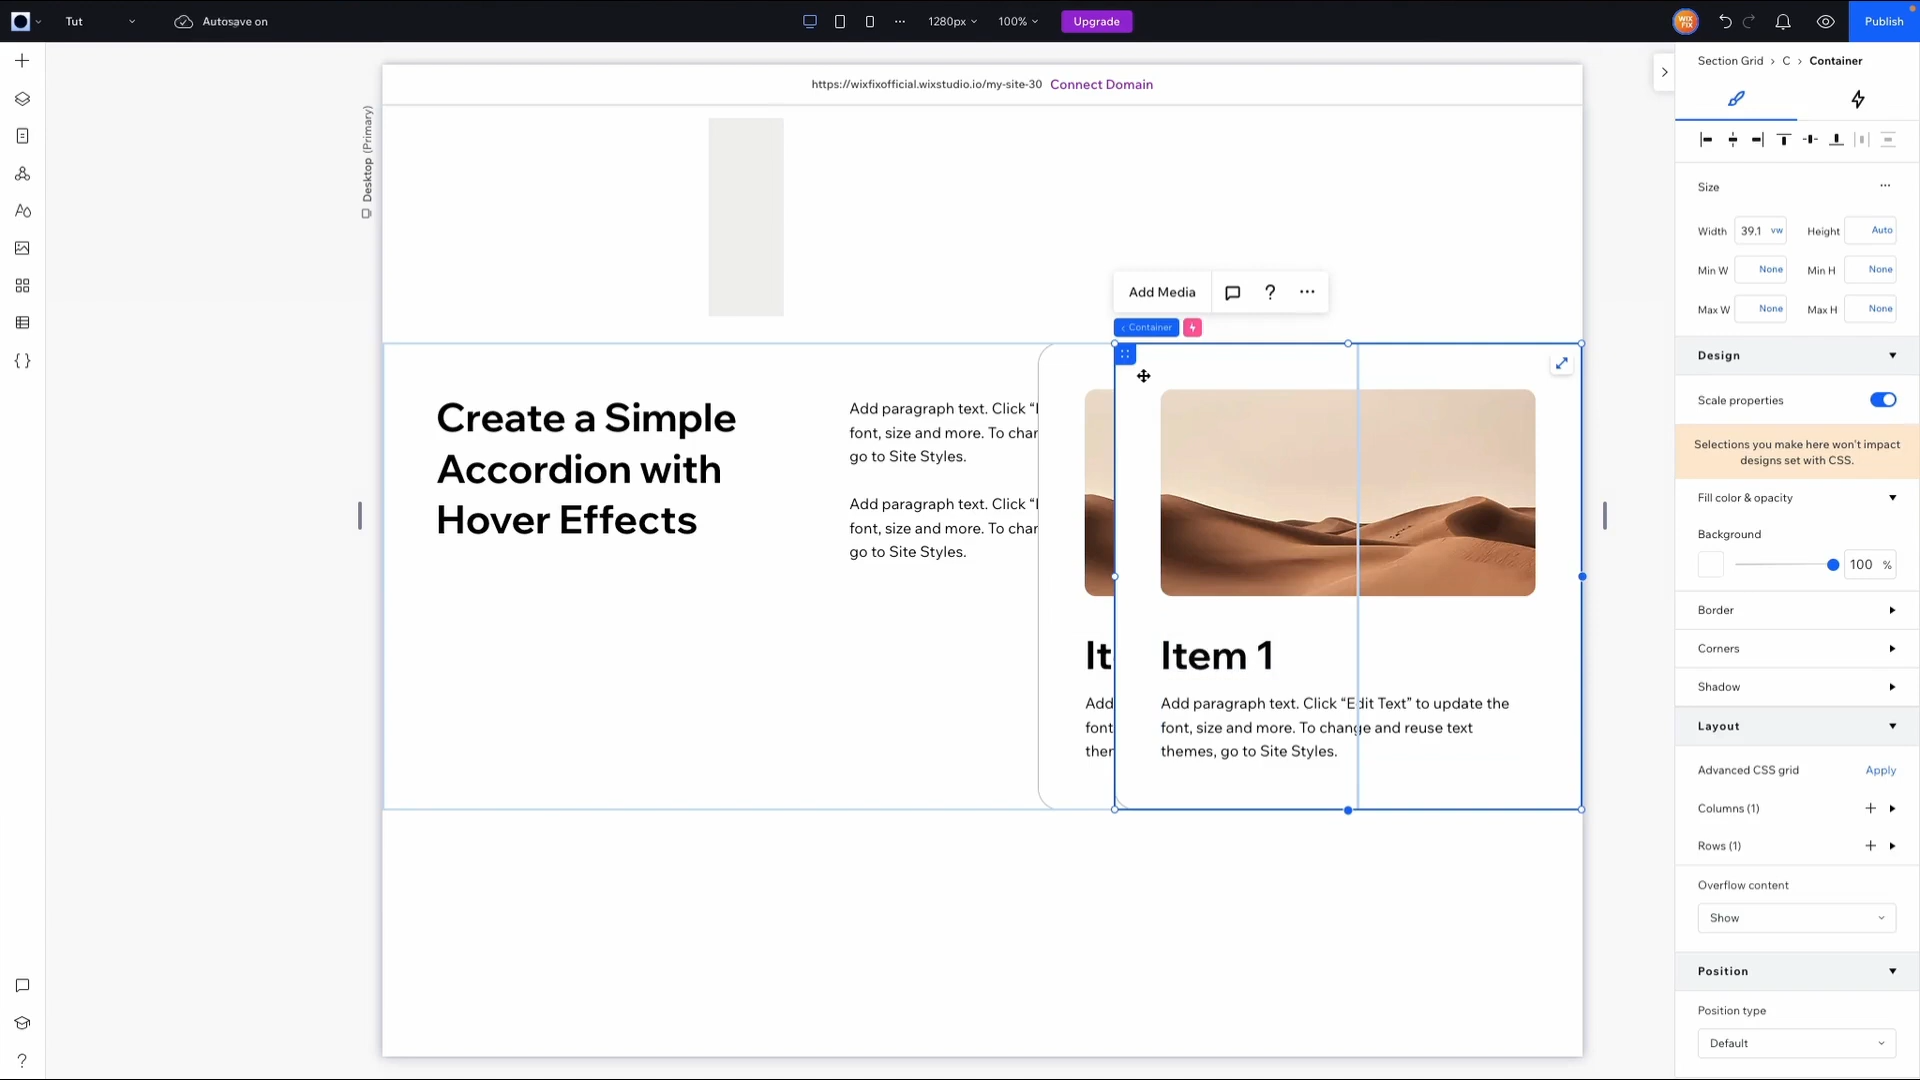 Tut
Autosave on
1280px
100%
Upgrade
WIX
FIX
Publish
https://wixfixofficial.wixstudio.io/my-site-30 Connect Domain
Desktop (Primary)
Section Grid › C › Container
Size
Width 39.1 vw Height Auto
Min W None Min H None
Max W None Max H None
Design
Scale properties
Selections you make here won't impact
designs set with CSS.
Fill color & opacity
Background
100 %
Border
Corners
Shadow
Layout
Advanced CSS grid Apply
Columns (1)
Rows (1)
Overflow content
Show
Position
Position type
Default
Add Media
?
‹ Container
Create a Simple
Accordion with
Hover Effects
Add paragraph text. Click “
font, size and more. To char
go to Site Styles.
Add paragraph text. Click “
font, size and more. To char
go to Site Styles.
It
Add
font
ther
Item 1
Add paragraph text. Click “Edit Text” to update the
font, size and more. To change and reuse text
themes, go to Site Styles.
?